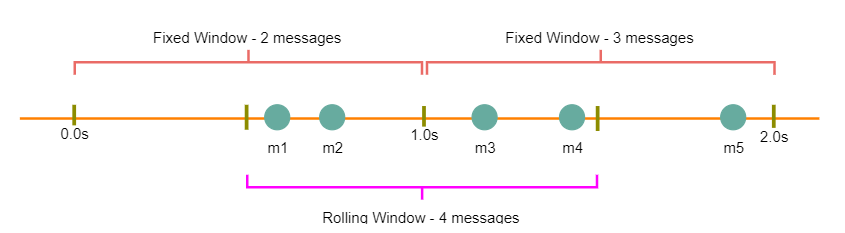 Fixed Window - 2 messages
Fixed Window - 3 messages
0.0s
1.0s
2.0s
m1
m2
m3
m4
m5
Rolling Window - 4 messages